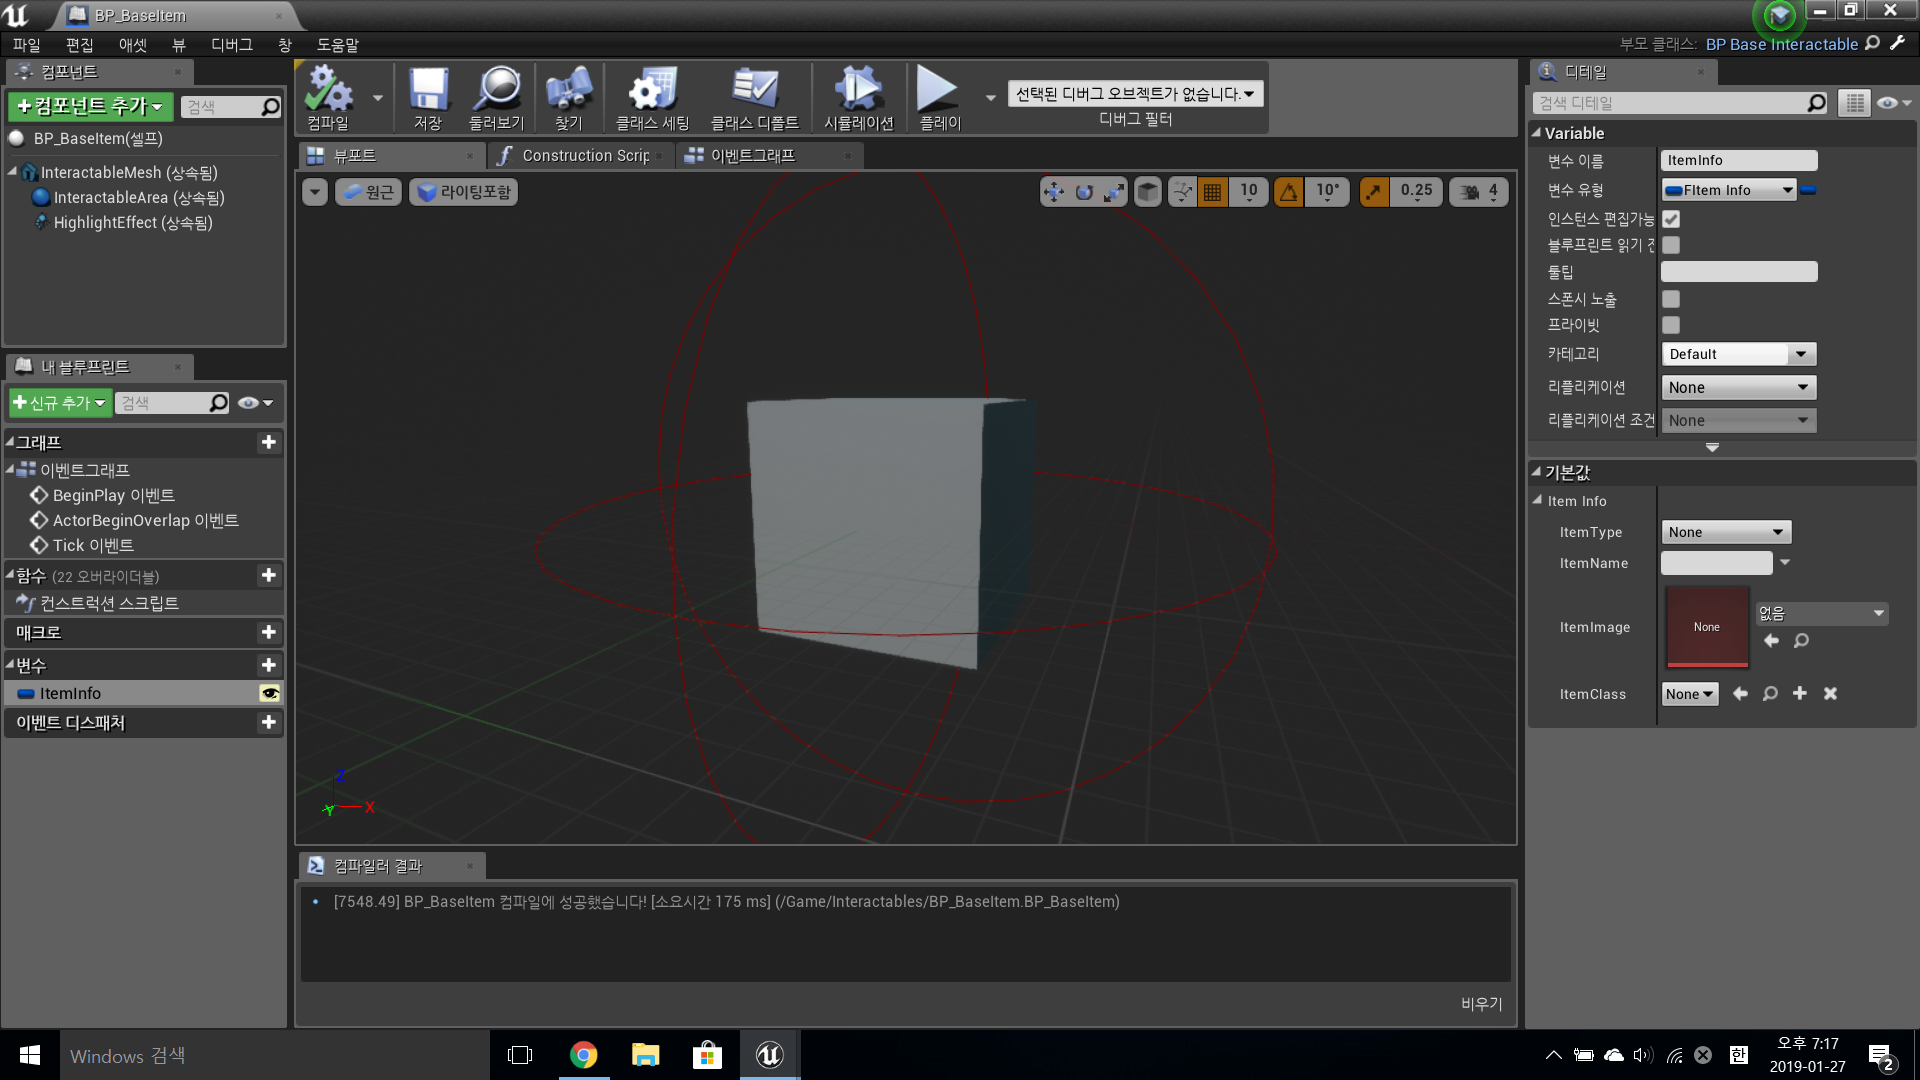 BP_BaseItem
파일 편집 애셋 뷰 디버그 창 도움말
부모 클래스: BP Base Interactable
컴포넌트
+컴포넌트 추가
검색
BP_BaseItem(셀프)
InteractableMesh (상속됨)
InteractableArea (상속됨)
HighlightEffect (상속됨)
컴파일
저장
둘러보기
찾기
클래스 세팅
클래스 디폴트
시뮬레이션
플레이
선택된 디버그 오브젝트가 없습니다.
디버그 필터
뷰포트
Construction Scrip
이벤트그래프
원근
라이팅포함
10
10°
0.25
4
Z
Y
X
내 블루프린트
+신규 추가
검색
그래프
이벤트그래프
BeginPlay 이벤트
ActorBeginOverlap 이벤트
Tick 이벤트
함수 (22 오버라이더블)
컨스트럭션 스크립트
매크로
변수
ItemInfo
이벤트 디스패처
컴파일러 결과
[7548.49] BP_BaseItem 컴파일에 성공했습니다! [소요시간 175 ms] (/Game/Interactables/BP_BaseItem.BP_BaseItem)
비우기
디테일
검색 디테일
Variable
변수 이름 ItemInfo
변수 유형 FItem Info
인스턴스 편집가능
블루프린트 읽기
툴팁
스폰시 노출
프라이빗
카테고리 Default
리플리케이션 None
리플리케이션 조건 None
기본값
Item Info
ItemType None
ItemName
ItemImage None 없음
ItemClass None
Windows 검색
한
오후 7:17
2019-01-27
2